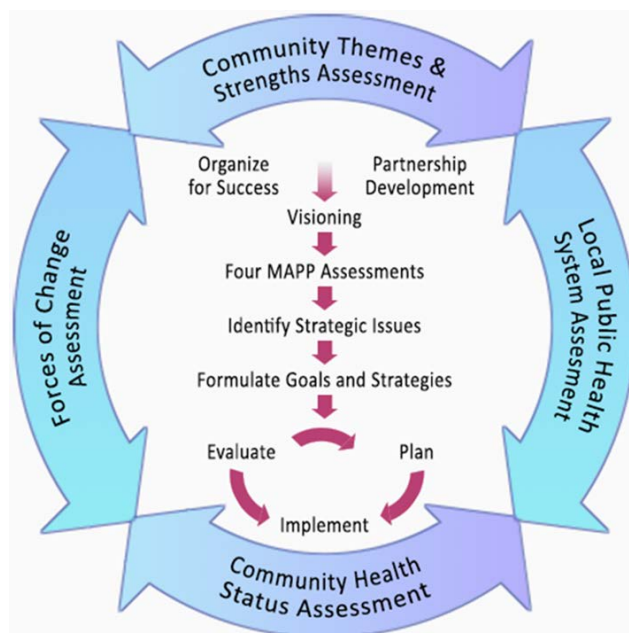 Community Themes &
Strengths Assessment
Organize
for Success
Partnership
Development
Visioning
Four MAPP Assessments
Identify Strategic Issues
Formulate Goals and Strategies
Evaluate
Plan
Implement
Forces of Change
Assessment
Local Public Health
System Assesment
Community Health
Status Assessment